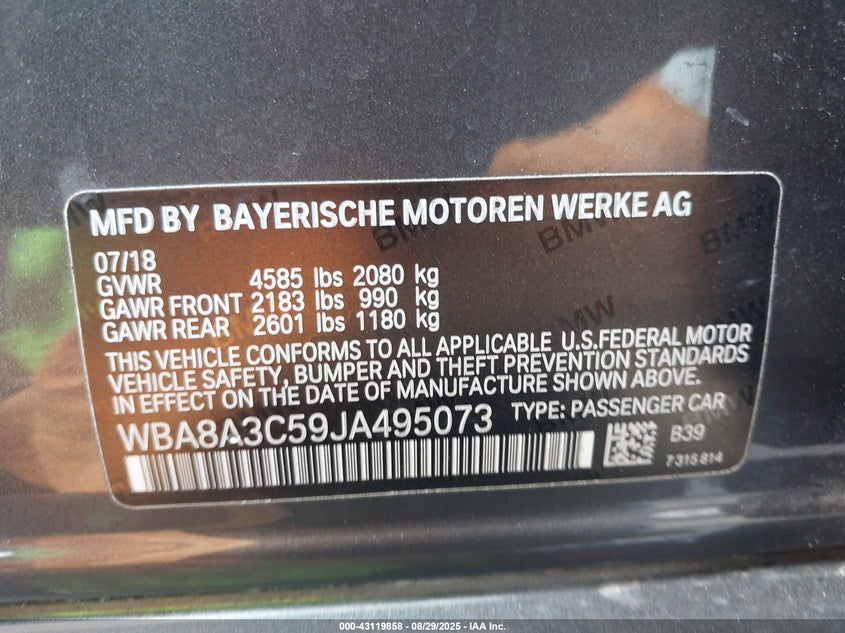 MFD BY BAYERISCHE MOTOREN WERKE AG
07/18
GVWR 4585 lbs 2080 kg
GAWR FRONT 2183 lbs 990 kg
GAWR REAR 2601 lbs 1180 kg
THIS VEHICLE CONFORMS TO ALL APPLICABLE U.S.FEDERAL MOTOR
VEHICLE SAFETY, BUMPER AND THEFT PREVENTION STANDARDS
IN EFFECT ON THE DATE OF MANUFACTURE SHOWN ABOVE.
WBA8A3C59JA495073 TYPE: PASSENGER CAR
B39
7 315 814
000-43119858 | 08/29/2025 - IAA Inc.